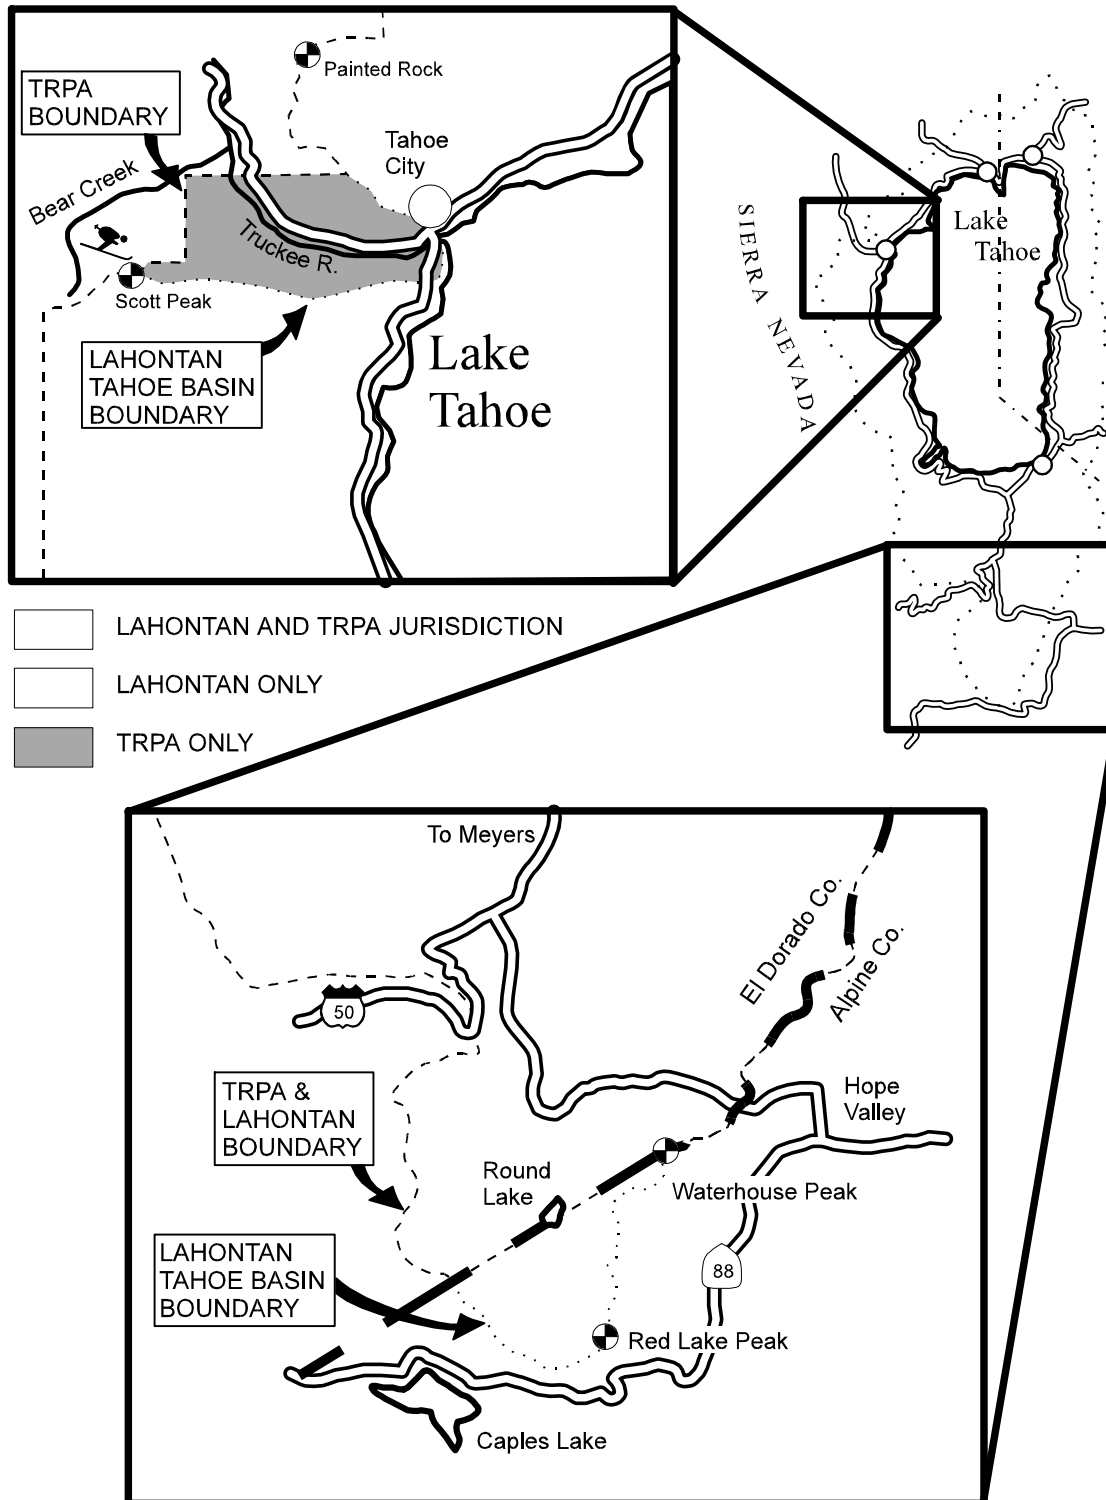 Painted Rock
TRPA
BOUNDARY
Tahoe
City
Bear Creek
Truckee R.
Scott Peak
LAHONTAN
TAHOE BASIN
BOUNDARY
Lake
Tahoe
SIERRA NEVADA
Lake
Tahoe
LAHONTAN AND TRPA JURISDICTION
LAHONTAN ONLY
TRPA ONLY
To Meyers
El Dorado Co.
Alpine Co.
50
TRPA &
LAHONTAN
BOUNDARY
Hope
Valley
Round
Lake
Waterhouse Peak
LAHONTAN
TAHOE BASIN
BOUNDARY
88
Red Lake Peak
Caples Lake